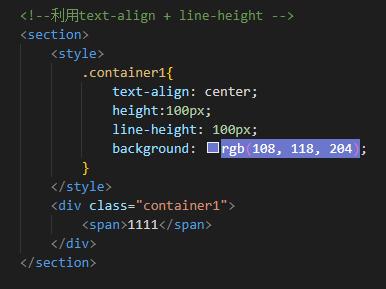 <!--利用text-align + line-height -->
<section>
<style>
.container1{
text-align: center;
height:100px;
line-height: 100px;
background: rgb(108, 118, 204);
}
</style>
<div class="container1">
<span>1111</span>
</div>
</section>